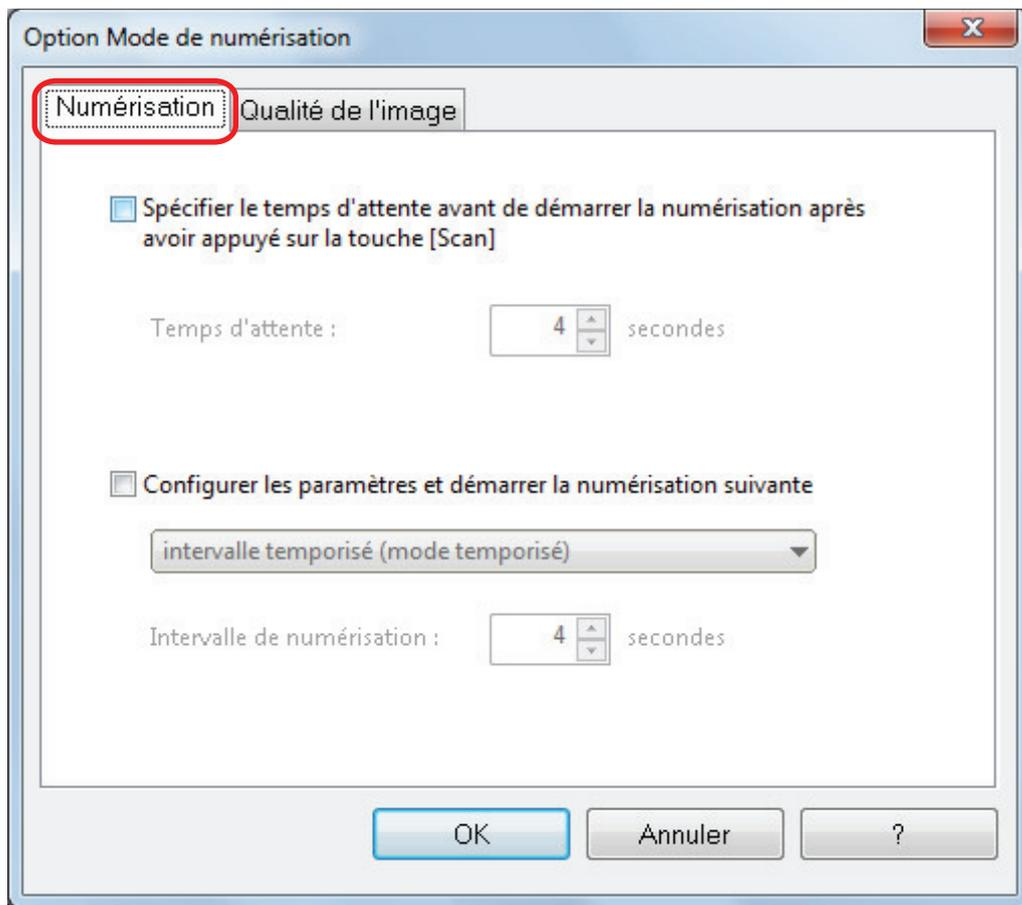 Option Mode de numérisation
Numérisation
Qualité de l'image
Spécifier le temps d'attente avant de démarrer la numérisation après
avoir appuyé sur la touche [Scan]
Temps d'attente : 4 secondes
Configurer les paramètres et démarrer la numérisation suivante
intervalle temporisé (mode temporisé)
Intervalle de numérisation : 4 secondes
OK Annuler ?